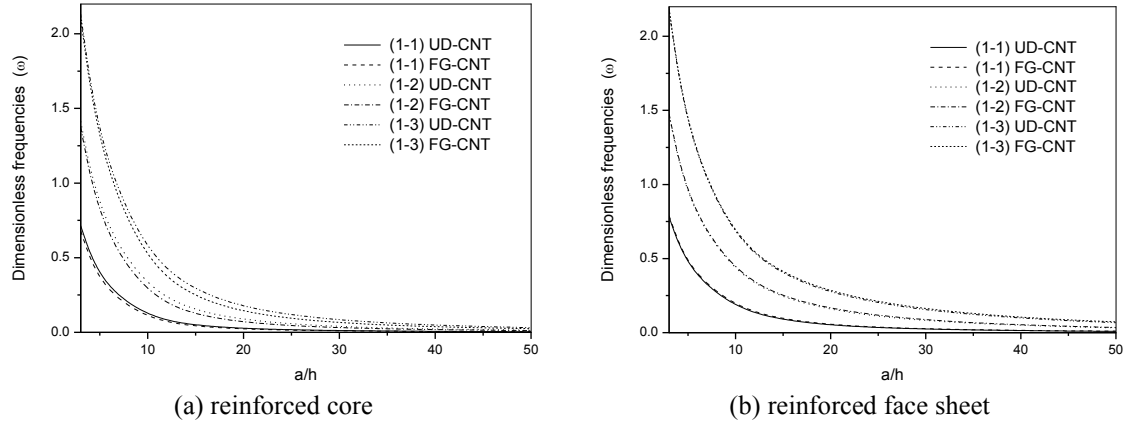 2.0
1.5
1.0
0.5
0.0
Dimensionless frequencies (ω)
(1-1) UD-CNT
(1-1) FG-CNT
(1-2) UD-CNT
(1-2) FG-CNT
(1-3) UD-CNT
(1-3) FG-CNT
10 20 30 40 50
a/h
(a) reinforced core
2.0
1.5
1.0
0.5
0.0
Dimensionless frequencies (ω)
(1-1) UD-CNT
(1-1) FG-CNT
(1-2) UD-CNT
(1-2) FG-CNT
(1-3) UD-CNT
(1-3) FG-CNT
10 20 30 40 50
a/h
(b) reinforced face sheet